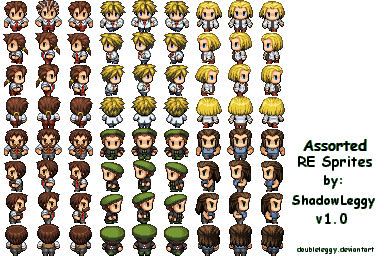 Assorted
RE Sprites
by:
ShadowLeggy
v1.0
doubleleggy.deviantart